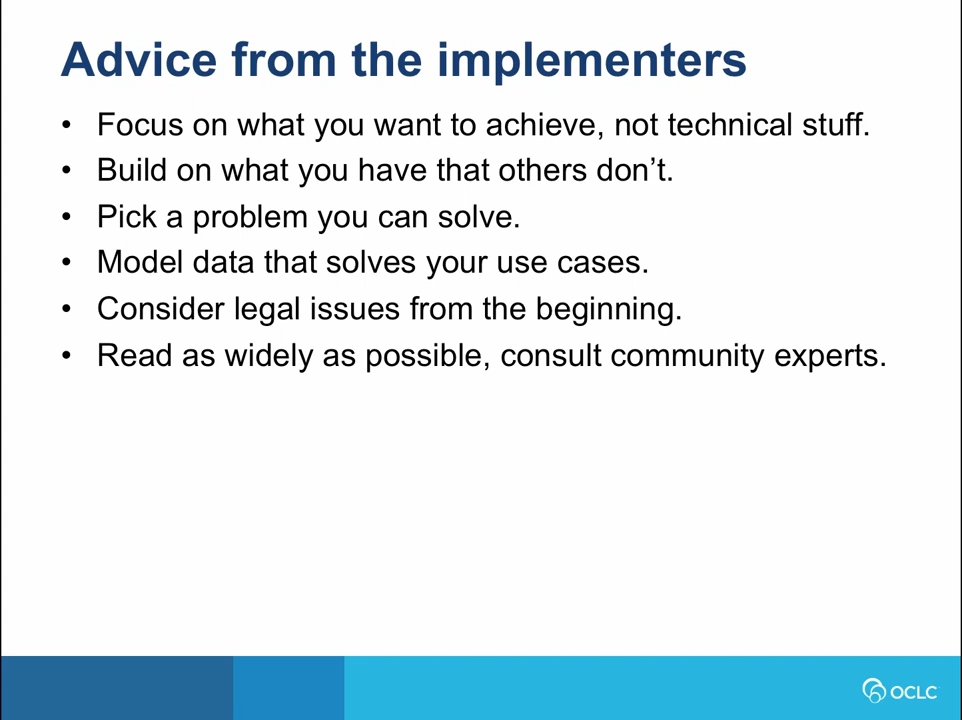 Advice from the implementers
• Focus on what you want to achieve, not technical stuff.
• Build on what you have that others don’t.
• Pick a problem you can solve.
• Model data that solves your use cases.
• Consider legal issues from the beginning.
• Read as widely as possible, consult community experts.
OCLC